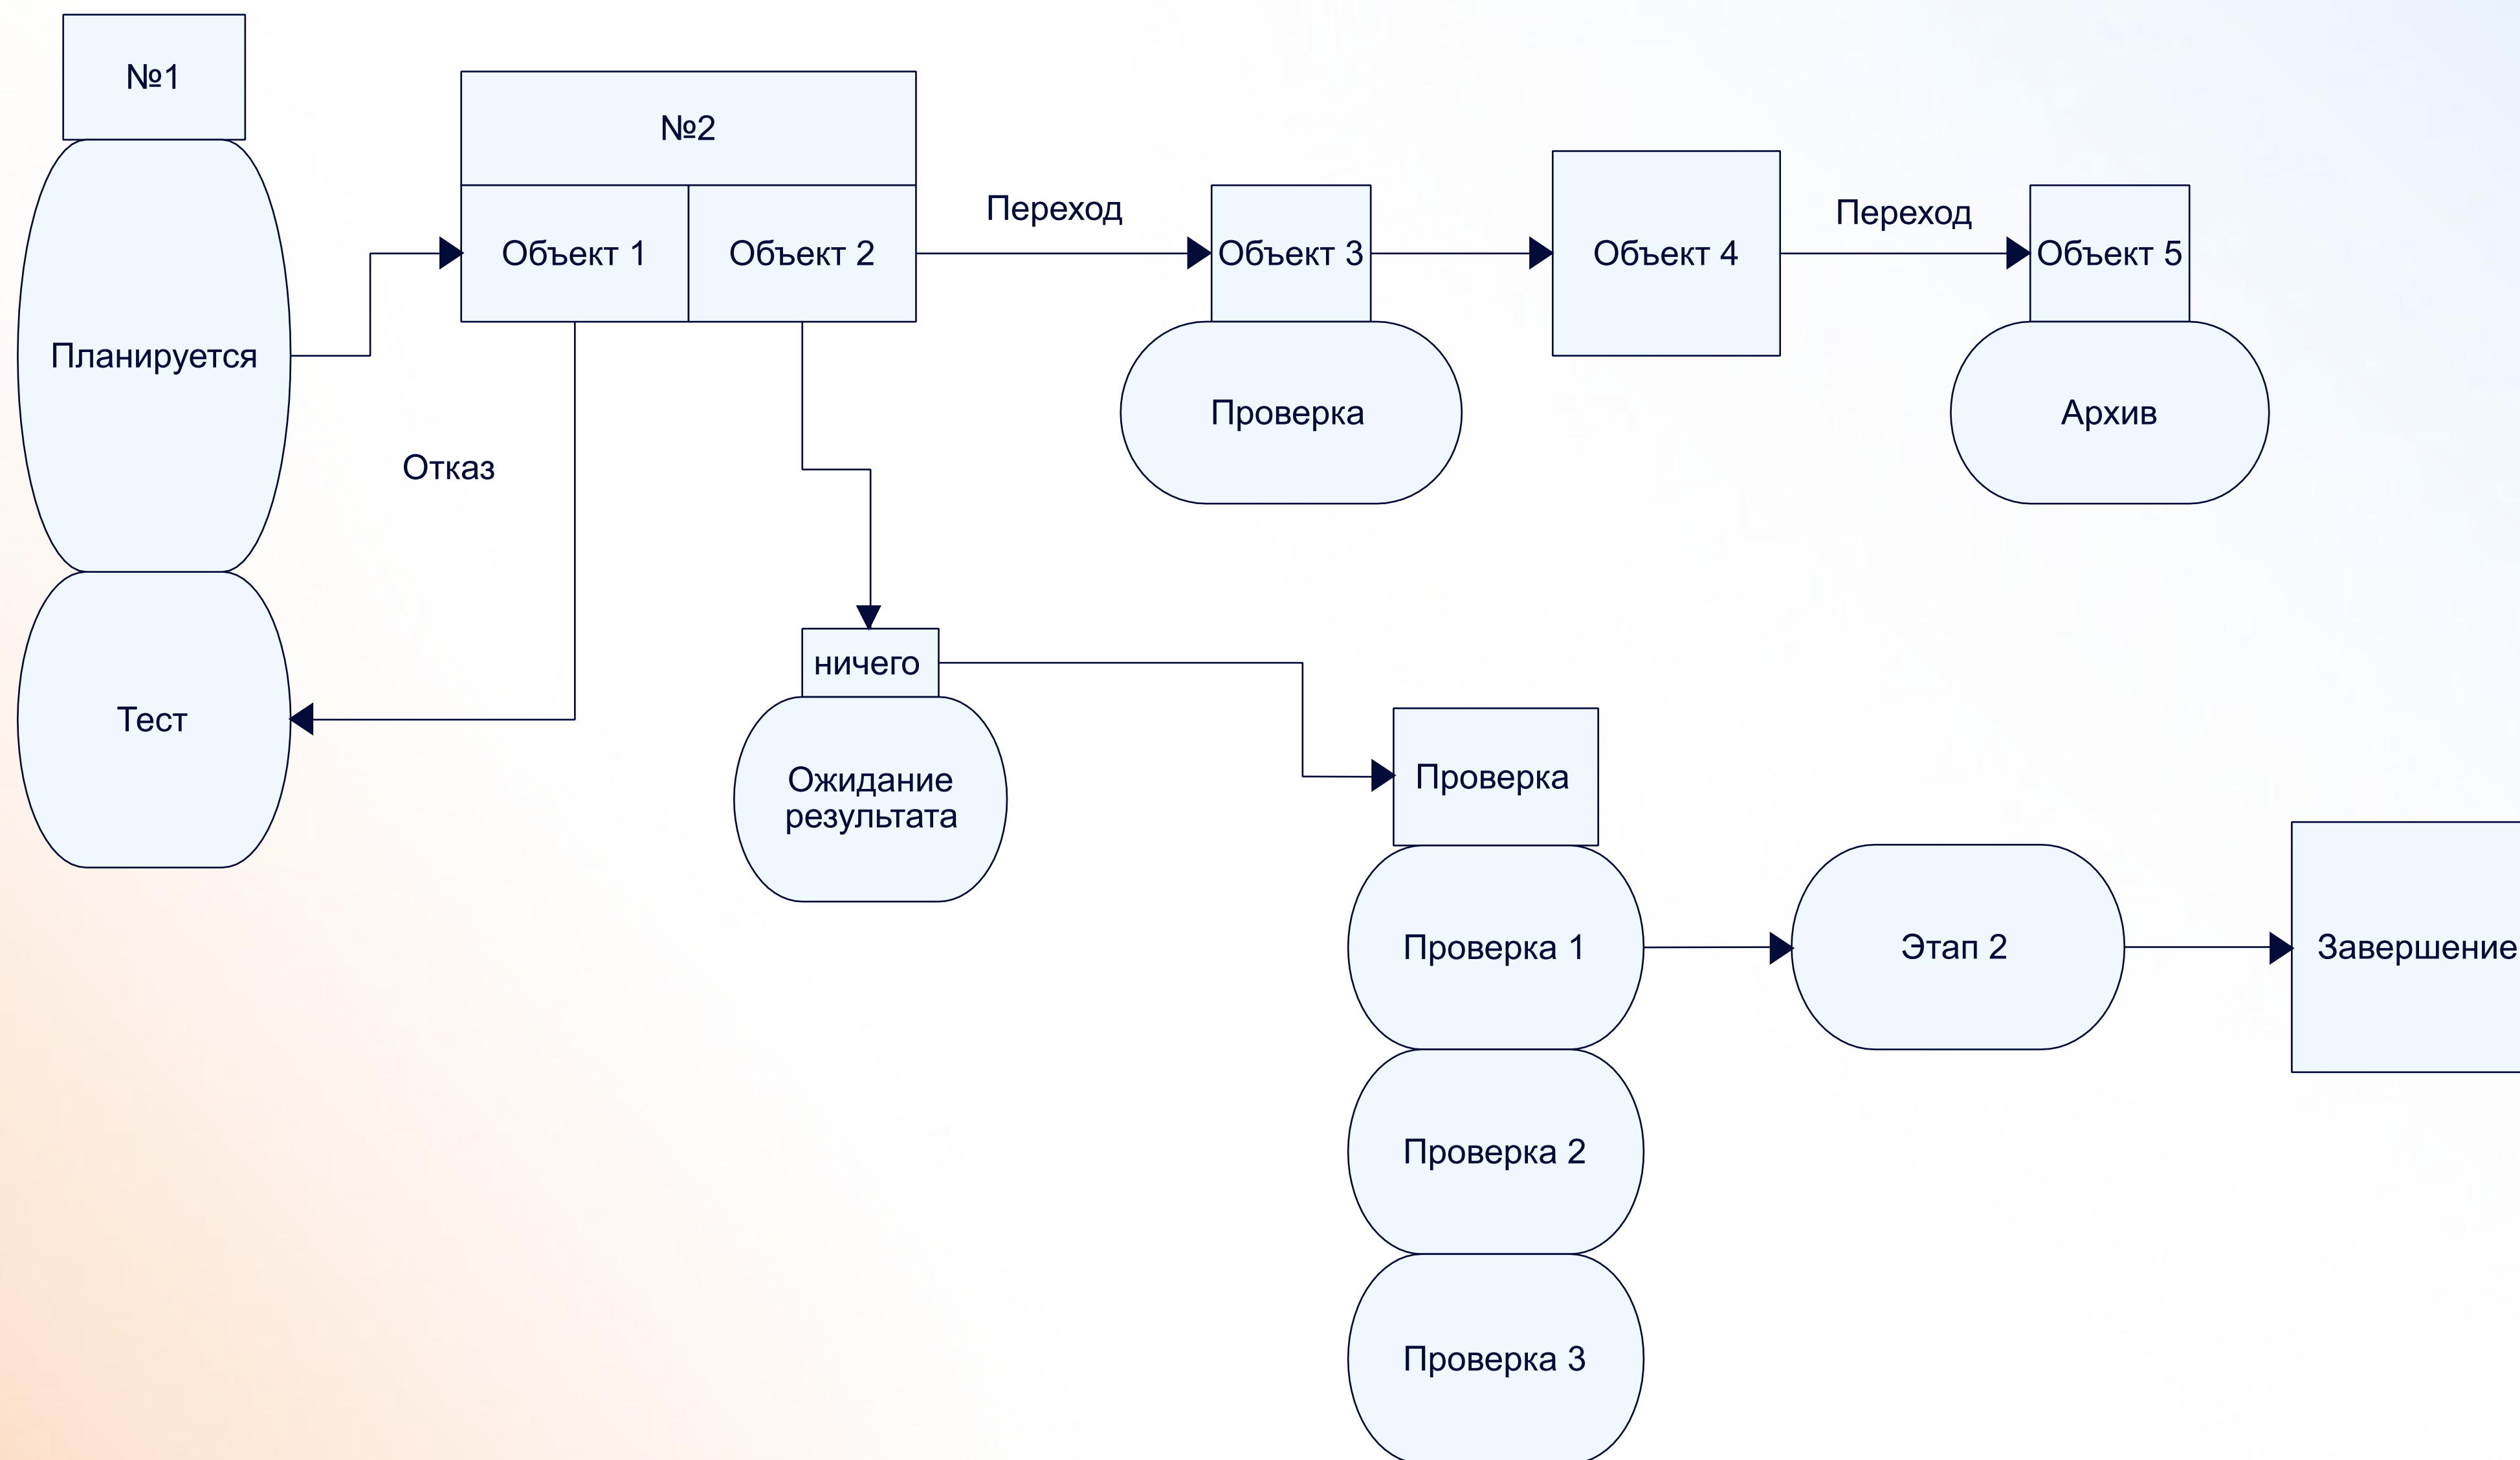 №1
№2
Объект 1
Объект 2
Переход
Объект 3
Объект 4
Переход
Объект 5
Планируется
Проверка
Архив
Отказ
Тест
ничего
Ожидание
результата
Проверка
Проверка 1
Этап 2
Завершение
Проверка 2
Проверка 3